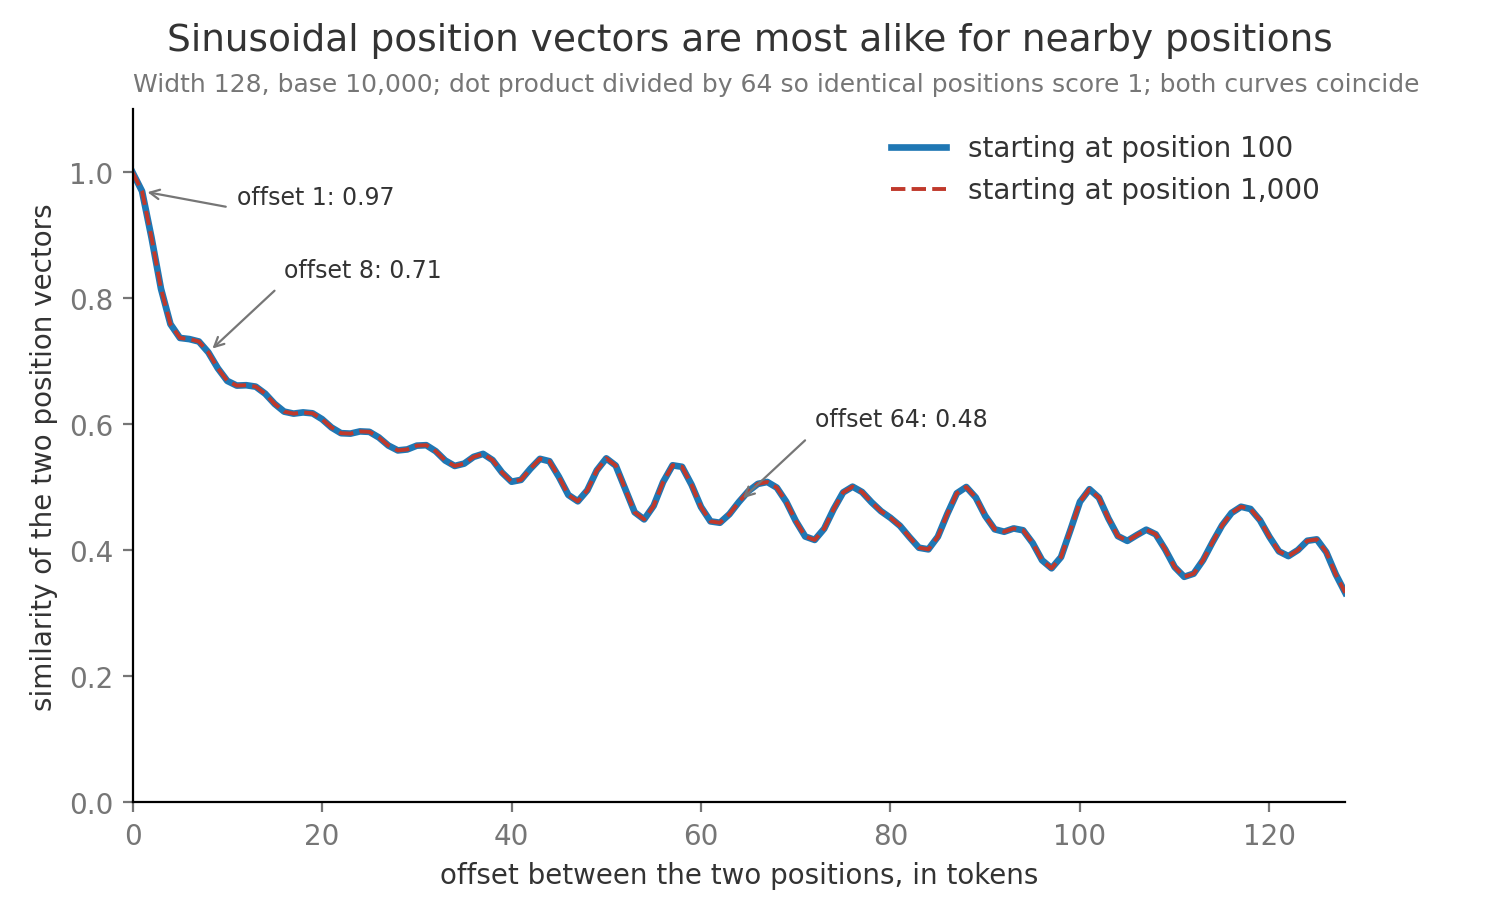 Sinusoidal position vectors are most alike for nearby positions
Width 128, base 10,000; dot product divided by 64 so identical positions score 1; both curves coincide
starting at position 100
starting at position 1,000
offset 1: 0.97
offset 8: 0.71
offset 64: 0.48
similarity of the two position vectors
1.0
0.8
0.6
0.4
0.2
0.0
0 20 40 60 80 100 120
offset between the two positions, in tokens